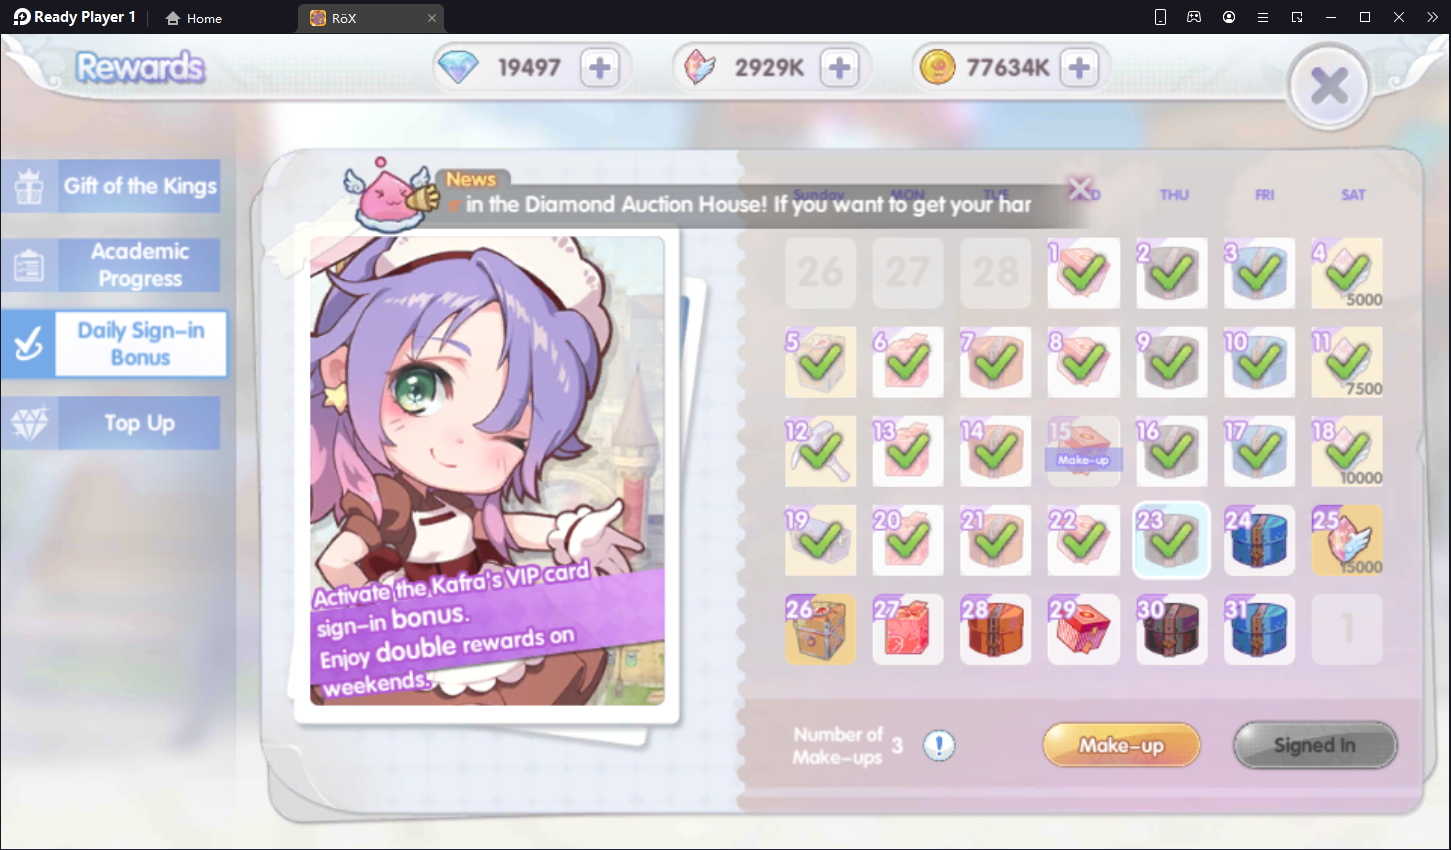 Ready Player 1
Home
RöX
Rewards
19497
2929K
77634K
Gift of the Kings
Academic
Progress
Daily Sign-in
Bonus
Top Up
News
in the Diamond Auction House! If you want to get your har
Sunday MON TUE D THU FRI SAT
26 27 28 1 2 3 4
5000
5 6 7 8 9 10 11
7500
12 13 14 15 16 17 18
Make-up
10000
19 20 21 22 23 24 25
15000
26 27 28 29 30 31 1
Activate the Kafra's VIP card
sign-in bonus.
Enjoy double rewards on
weekends.
Number of
Make-ups 3
Make-up
Signed In